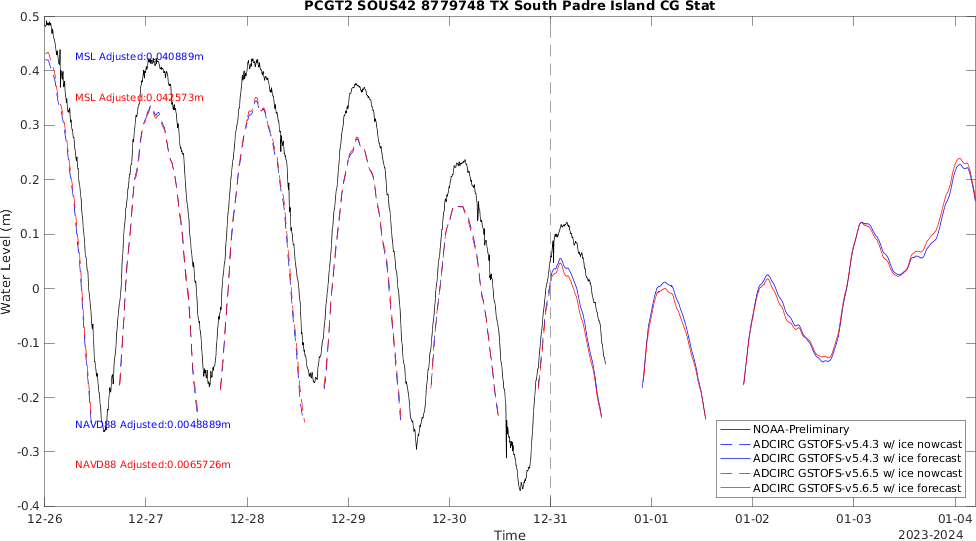 PCGT2 SOUS42 8779748 TX South Padre Island CG Stat
0.5
0.4
0.3
0.2
0.1
0
-0.1
-0.2
-0.3
-0.4
Water Level (m)
MSL Adjusted:0.040889m
MSL Adjusted:0.042573m
NAVD88 Adjusted:0.0048889m
NAVD88 Adjusted:0.0065726m
NOAA-Preliminary
ADCIRC GSTOFS-v5.4.3 w/ ice nowcast
ADCIRC GSTOFS-v5.4.3 w/ ice forecast
ADCIRC GSTOFS-v5.6.5 w/ ice nowcast
ADCIRC GSTOFS-v5.6.5 w/ ice forecast
12-26 12-27 12-28 12-29 12-30 12-31 01-01 01-02 01-03 01-04
Time
2023-2024